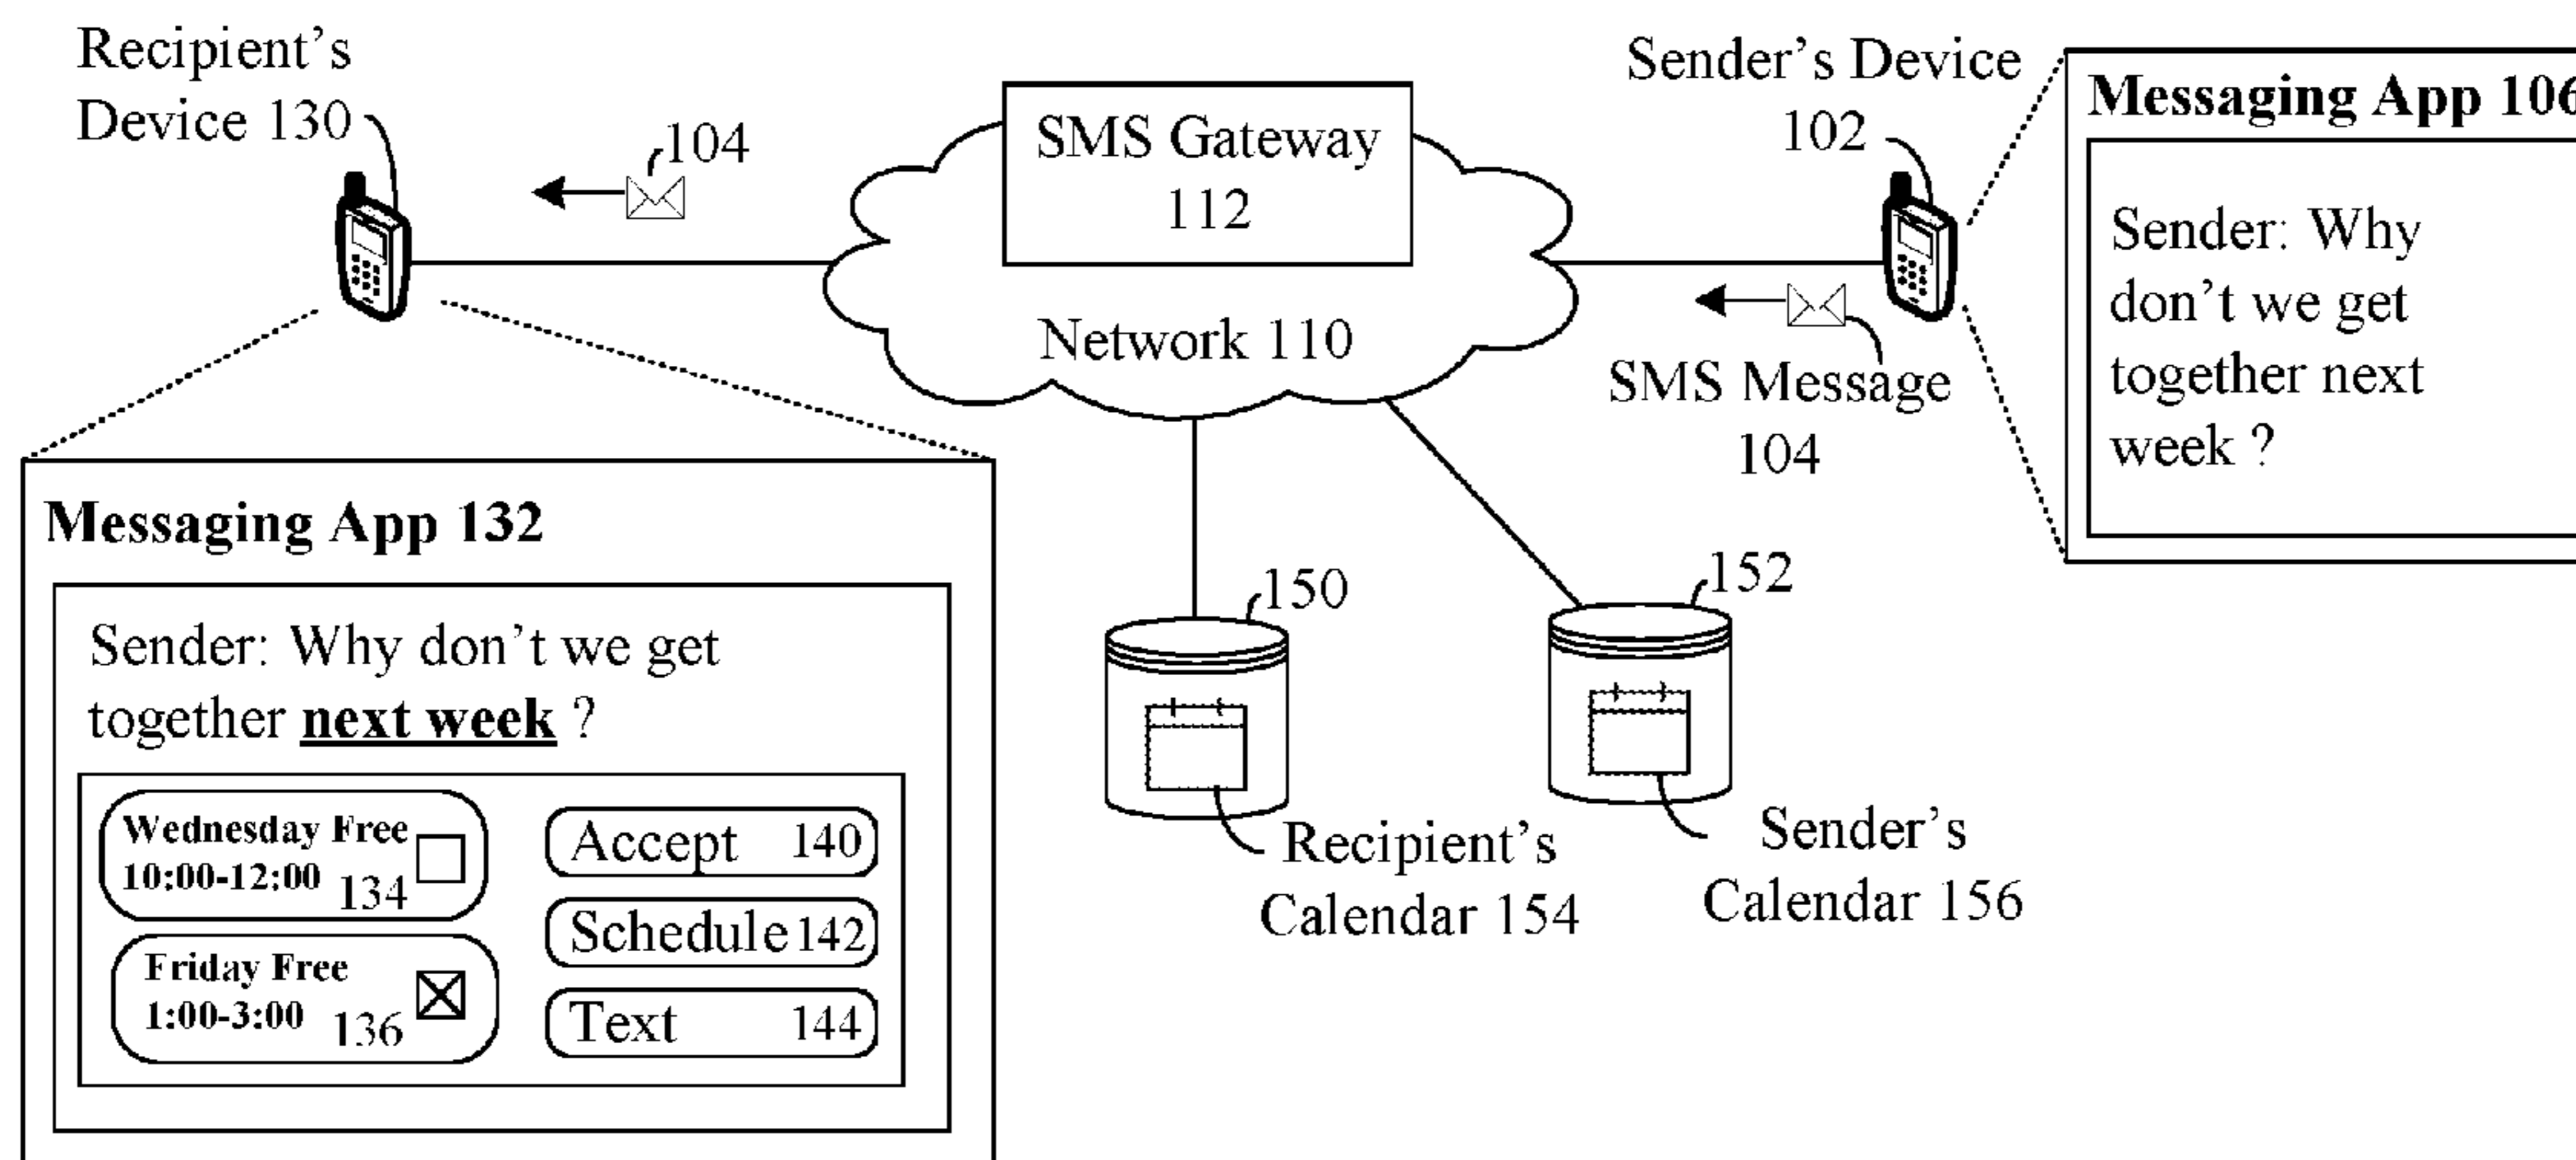 Recipient's
Device 130
104
SMS Gateway
112
Network 110
Sender's Device
102
SMS Message
104
Messaging App 106
Sender: Why
don't we get
together next
week ?
Messaging App 132
Sender: Why don't we get
together next week ?
Wednesday Free
10:00-12:00 134
Friday Free
1:00-3:00 136
Accept 140
Schedule 142
Text 144
150
Recipient's
Calendar 154
152
Sender's
Calendar 156